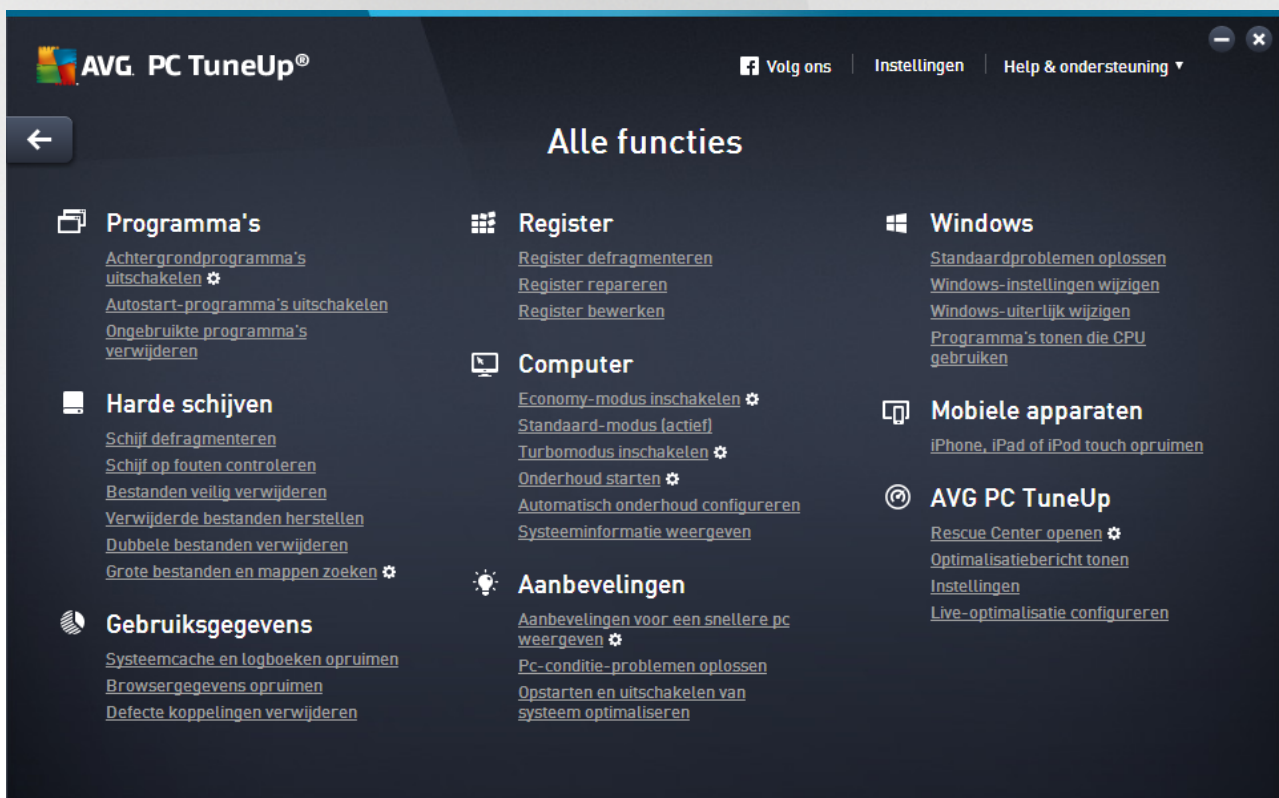 AVG. PC TuneUp®
Volg ons
Instellingen
Help & ondersteuning
Alle functies
Programma's
Achtergrondprogramma's
uitschakelen
Autostart-programma's uitschakelen
Ongebruikte programma's
verwijderen
Harde schijven
Schijf defragmenteren
Schijf op fouten controleren
Bestanden veilig verwijderen
Verwijderde bestanden herstellen
Dubbele bestanden verwijderen
Grote bestanden en mappen zoeken
Gebruiksgegevens
Systeemcache en logboeken opruimen
Browsergegevens opruimen
Defecte koppelingen verwijderen
Register
Register defragmenteren
Register repareren
Register bewerken
Computer
Economy-modus inschakelen
Standaard-modus (actief)
Turbomodus inschakelen
Onderhoud starten
Automatisch onderhoud configureren
Systeeminformatie weergeven
Aanbevelingen
Aanbevelingen voor een snellere pc
weergeven
Pc-conditie-problemen oplossen
Opstarten en uitschakelen van
systeem optimaliseren
Windows
Standaardproblemen oplossen
Windows-instellingen wijzigen
Windows-uiterlijk wijzigen
Programma's tonen die CPU
gebruiken
Mobiele apparaten
iPhone, iPad of iPod touch opruimen
AVG PC TuneUp
Rescue Center openen
Optimalisatiebericht tonen
Instellingen
Live-optimalisatie configureren